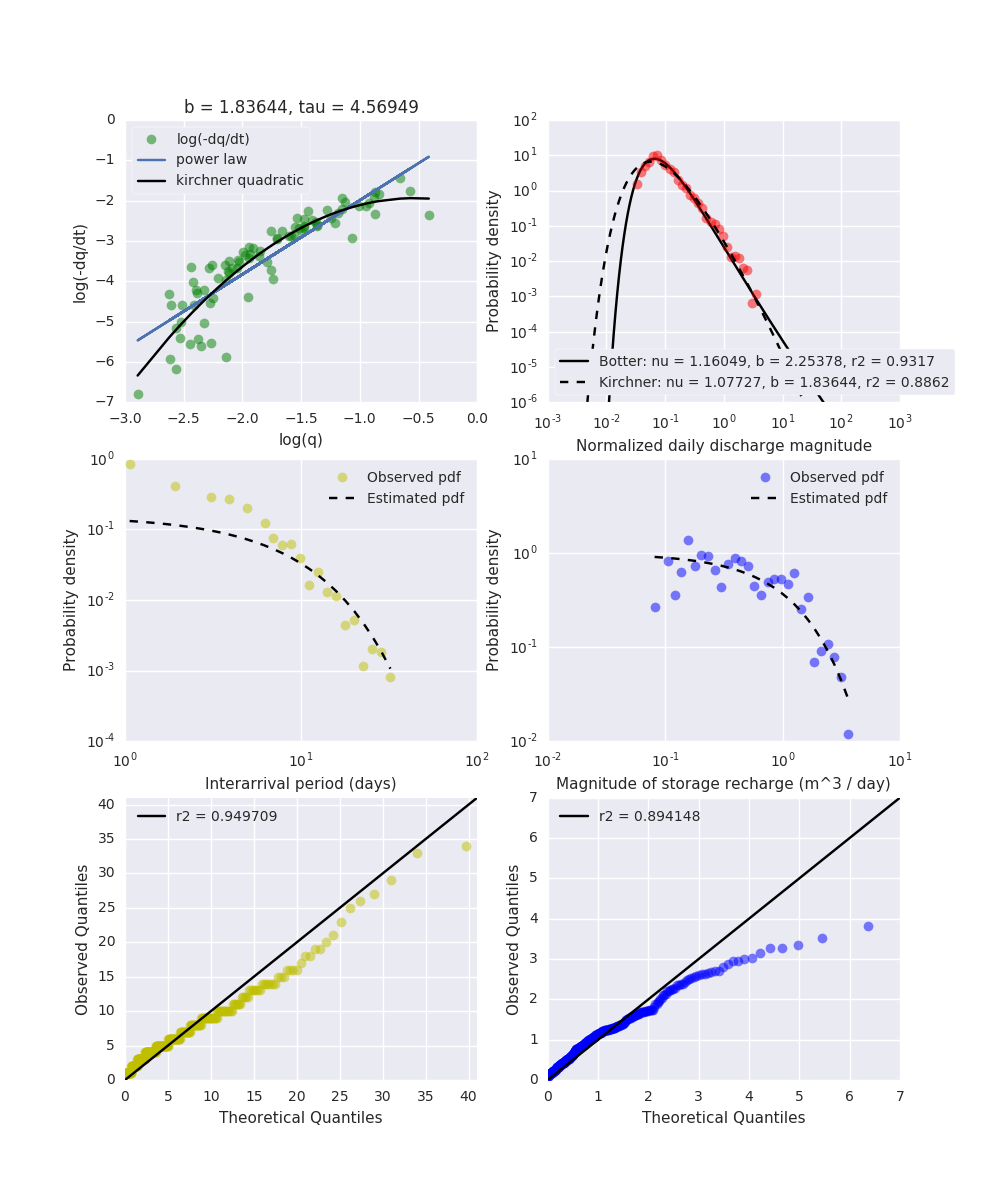 b = 1.83644, tau = 4.56949
log(-dq/dt)
power law
kirchner quadratic
0
−1
−2
−3
−4
−5
−6
−7
log(-dq/dt)
−3.0 −2.5 −2.0 −1.5 −1.0 −0.5 0.0
log(q)
10^2
10^1
10^0
10^-1
10^-2
10^-3
10^-4
10^-5
10^-6
Probability density
Botter: nu = 1.16049, b = 2.25378, r2 = 0.9317
Kirchner: nu = 1.07727, b = 1.83644, r2 = 0.8862
10^-3 10^-2 10^-1 10^0 10^1 10^2 10^3
Normalized daily discharge magnitude
Observed pdf
Estimated pdf
10^0
10^-1
10^-2
10^-3
10^-4
Probability density
10^0 10^1 10^2
Interarrival period (days)
Observed pdf
Estimated pdf
10^1
10^0
10^-1
10^-2
Probability density
10^-2 10^-1 10^0 10^1
Magnitude of storage recharge (m^3 / day)
r2 = 0.949709
40
35
30
25
20
15
10
5
0
Observed Quantiles
0 5 10 15 20 25 30 35 40
Theoretical Quantiles
r2 = 0.894148
7
6
5
4
3
2
1
0
Observed Quantiles
0 1 2 3 4 5 6 7
Theoretical Quantiles